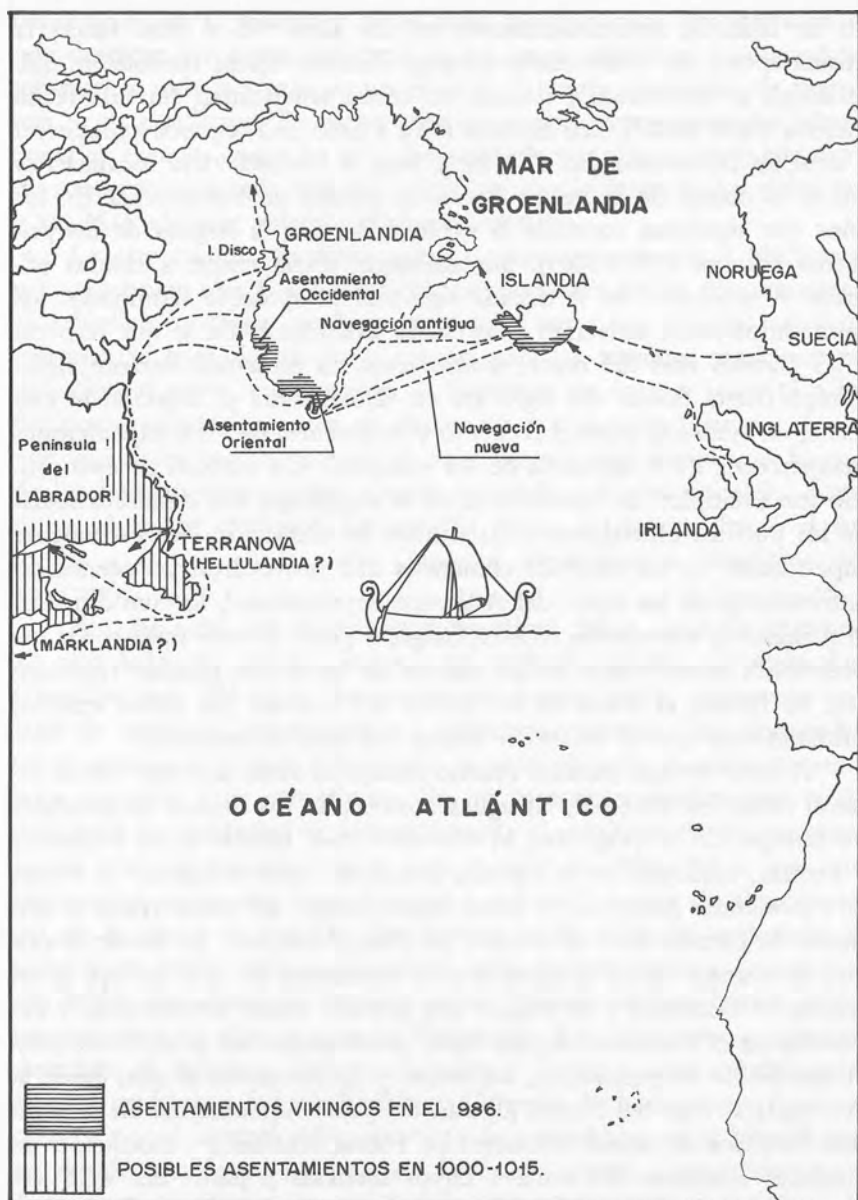 MAR DE
GROENLANDIA
I. Disco
GROENLANDIA
Asentamiento
Occidental
ISLANDIA
NORUEGA
Navegación antigua
SUECIA
Asentamiento
Oriental
Navegación
nueva
INGLATERRA
Península
del
LABRADOR
IRLANDA
TERRANOVA
(HELLULANDIA?)
(MARKLANDIA?)
OCÉANO ATLÁNTICO
ASENTAMIENTOS VIKINGOS EN EL 986.
POSIBLES ASENTAMIENTOS EN 1000-1015.